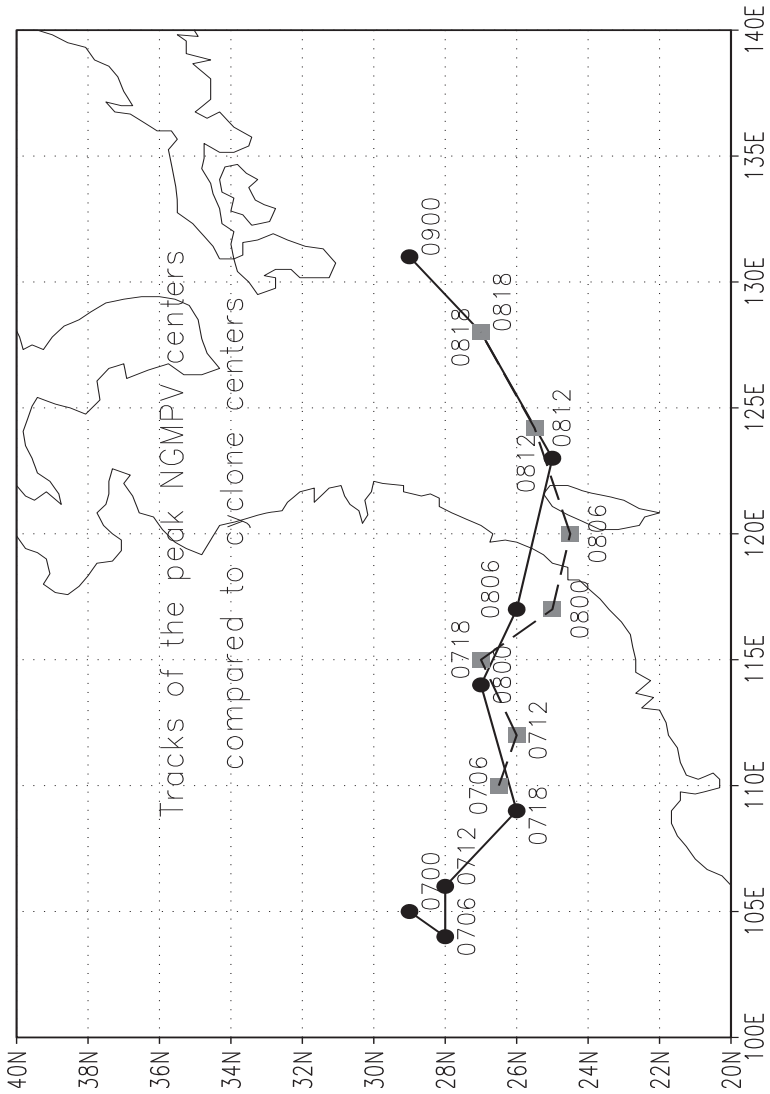 Tracks of the peak NGMPV centers
compared to cyclone centers
40N
38N
36N
34N
32N
30N
28N
26N
24N
22N
20N
100E
105E
110E
115E
120E
125E
130E
135E
140E
0700
0706
0712
0718
0800
0806
0812
0818
0900
0706
0712
0718
0800
0806
0812
0818